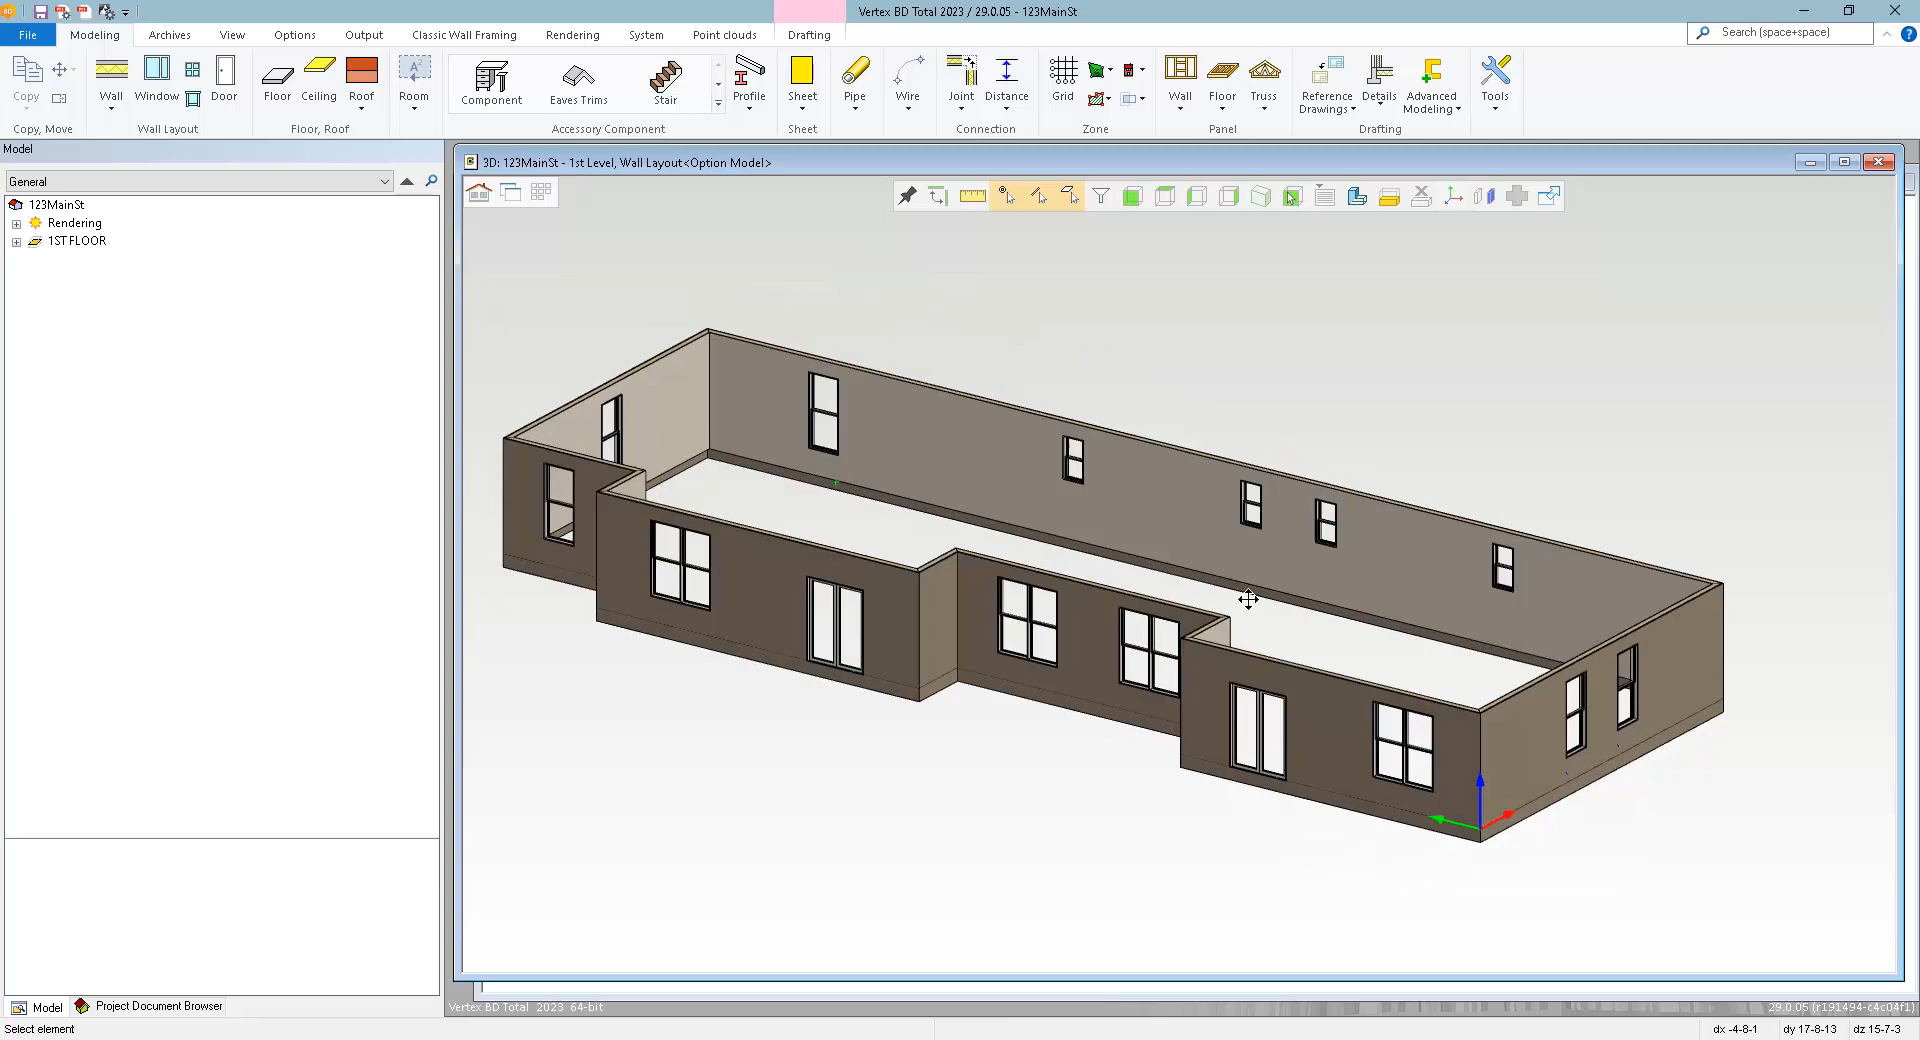 BD
Vertex BD Total 2023 / 29.0.05 - 123MainSt
File
Modeling
Archives
View
Options
Output
Classic Wall Framing
Rendering
System
Point clouds
Drafting
Search (space+space)
Copy
Wall
Window
Door
Floor
Ceiling
Roof
Room
Component
Eaves Trims
Stair
Profile
Sheet
Pipe
Wire
Joint
Distance
Grid
Wall
Floor
Truss
Reference Drawings
Details
Advanced Modeling
Tools
Copy, Move
Wall Layout
Floor, Roof
Accessory Component
Sheet
Connection
Zone
Panel
Drafting
Model
General
123MainSt
Rendering
1ST FLOOR
3D: 123MainSt - 1st Level, Wall Layout<Option Model>
Model
Project Document Browser
Vertex BD Total 2023 64-bit
29.0.05 (r191494-c4c04f1)
Select element
dx -4-8-1
dy 17-8-13
dz 15-7-3